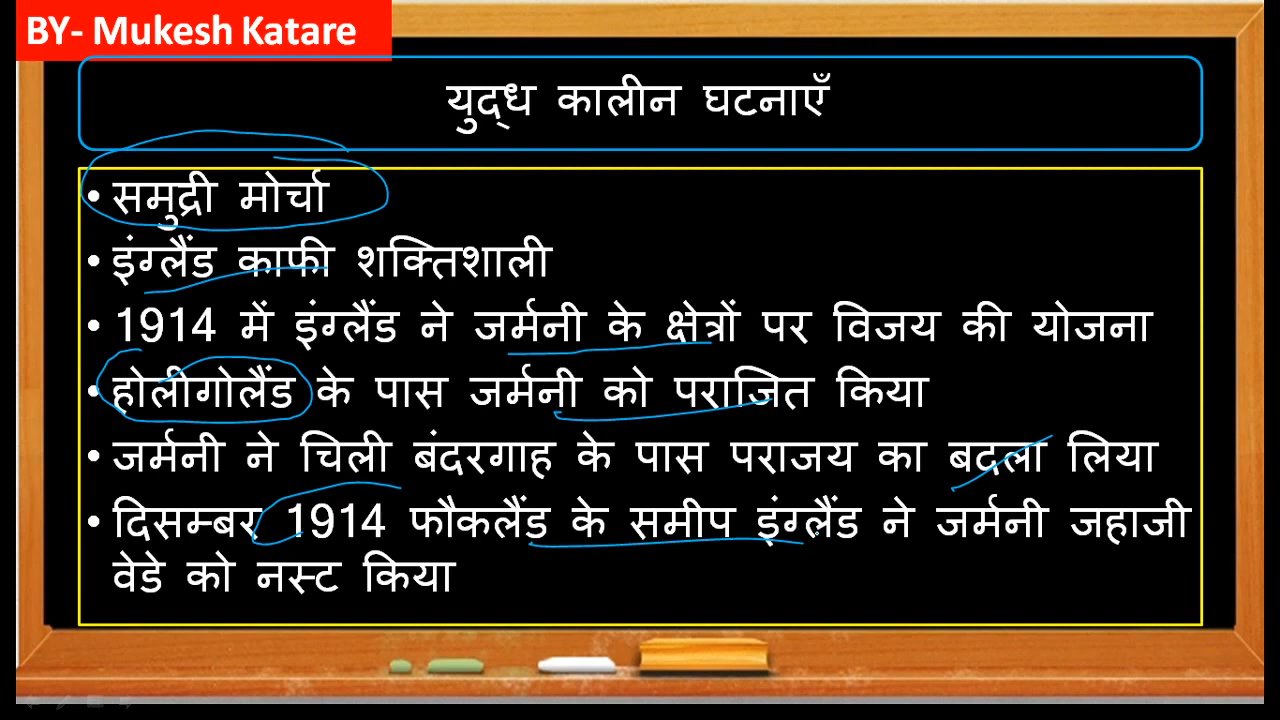 BY- Mukesh Katare
युद्ध कालीन घटनाएँ
• समुद्री मोर्चा
• इंग्लैंड काफी शक्तिशाली
• 1914 में इंग्लैंड ने जर्मनी के क्षेत्रों पर विजय की योजना
• होलीगोलैंड के पास जर्मनी को पराजित किया
• जर्मनी ने चिली बंदरगाह के पास पराजय का बदला लिया
• दिसम्बर 1914 फौकलैंड के समीप इंग्लैंड ने जर्मनी जहाजी
वेडे को नस्ट किया